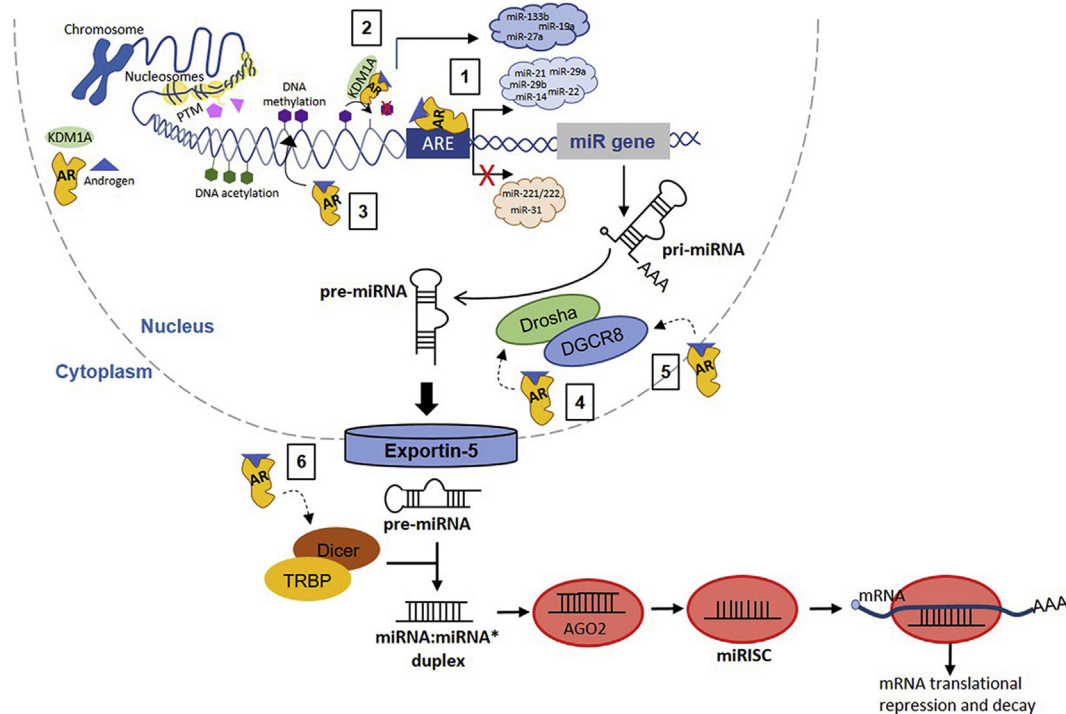 Chromosome
Nucleosomes
PTM
KDM1A
AR
Androgen
DNA
methylation
DNA acetylation
2
KDM1A
AR
1
AR
ARE
miR-133b
miR-19a
miR-27a
miR-21 miR-29a
miR-29b
miR-22
miR-14
X
miR-221/222
miR-31
miR gene
AR
3
pri-miRNA
AAA
pre-miRNA
Drosha
DGCR8
AR
4
5
AR
Nucleus
Cytoplasm
Exportin-5
AR
6
pre-miRNA
Dicer
TRBP
miRNA:miRNA*
duplex
AGO2
miRISC
mRNA
AAA
mRNA translational
repression and decay